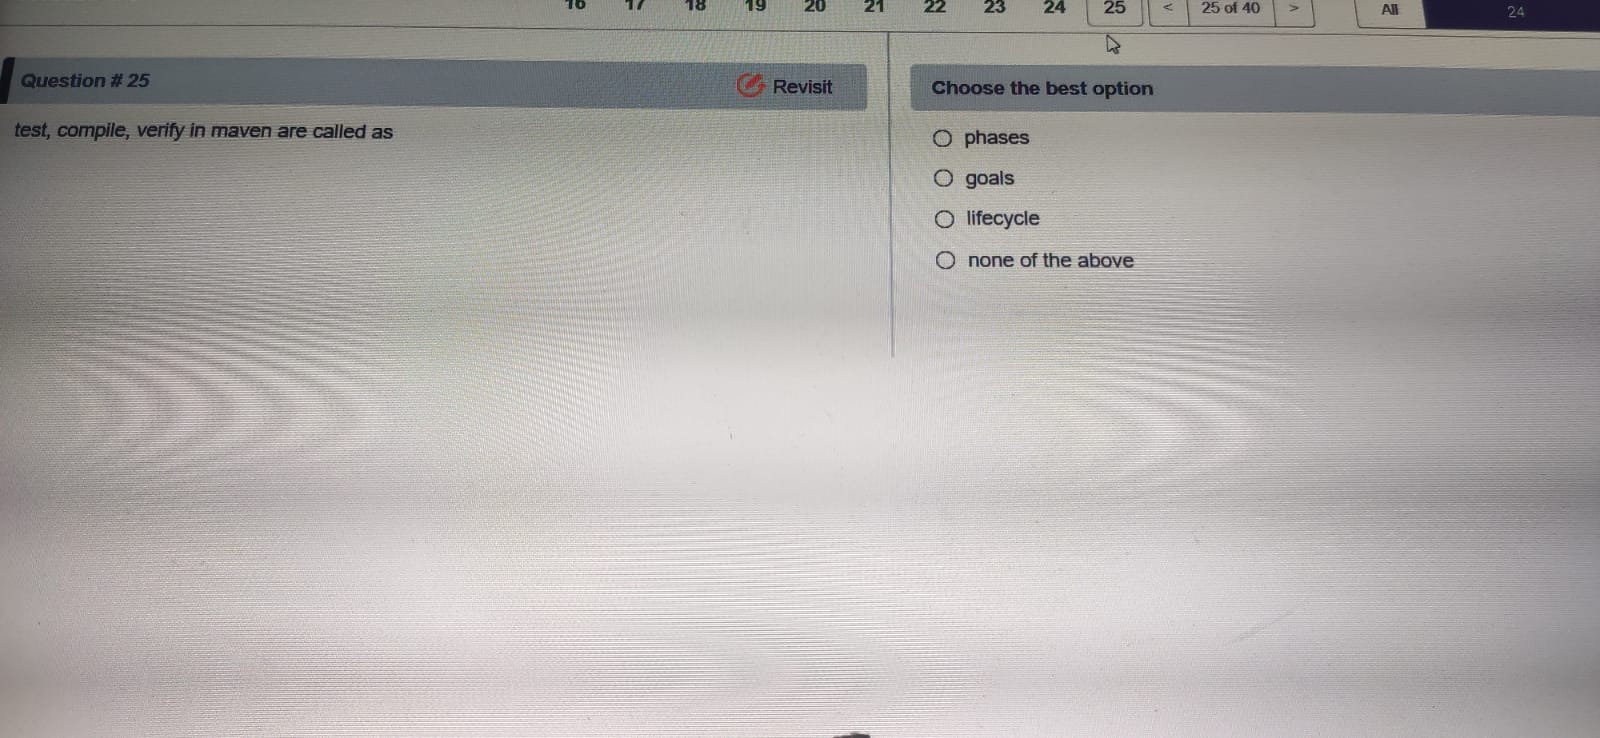 16 17 18 19 20 21 22 23 24 25 < 25 of 40 > All 24
Question # 25
Revisit
Choose the best option
test, compile, verify in maven are called as
phases
goals
lifecycle
none of the above